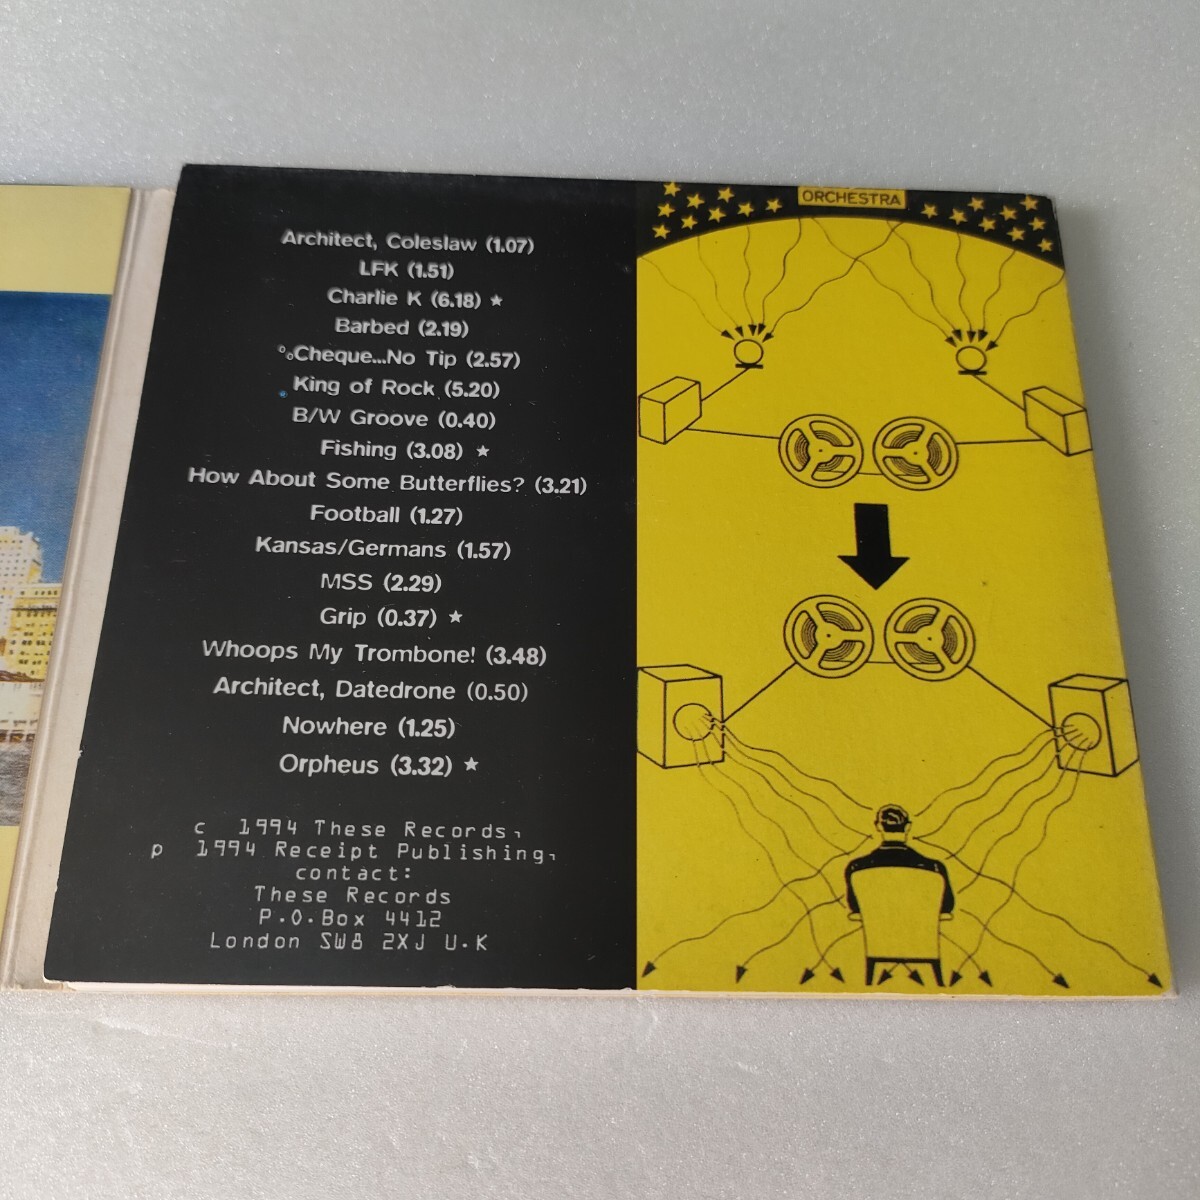 Architect, Coleslaw (1.07)
LFK (1.51)
Charlie K (6.18) ★
Barbed (2.19)
°₀Cheque...No Tip (2.57)
King of Rock (5.20)
B/W Groove (0.40)
Fishing (3.08) ★
How About Some Butterflies? (3.21)
Football (1.27)
Kansas/Germans (1.57)
MSS (2.29)
Grip (0.37) ★
Whoops My Trombone! (3.48)
Architect, Datedrone (0.50)
Nowhere (1.25)
Orpheus (3.32) ★
c 1994 These Records,
p 1994 Receipt Publishing,
contact:
These Records
P.O.Box 4412
London SW8 2XJ U.K
ORCHESTRA